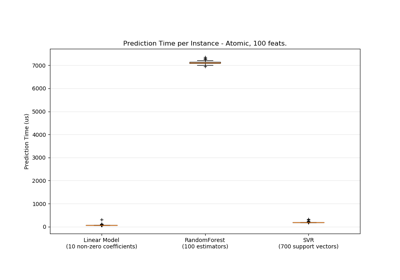 Prediction Time per Instance - Atomic, 100 feats.
7000
6000
5000
4000
3000
2000
1000
0
Prediction Time (us)
Linear Model
(10 non-zero coefficients)
RandomForest
(100 estimators)
SVR
(700 support vectors)